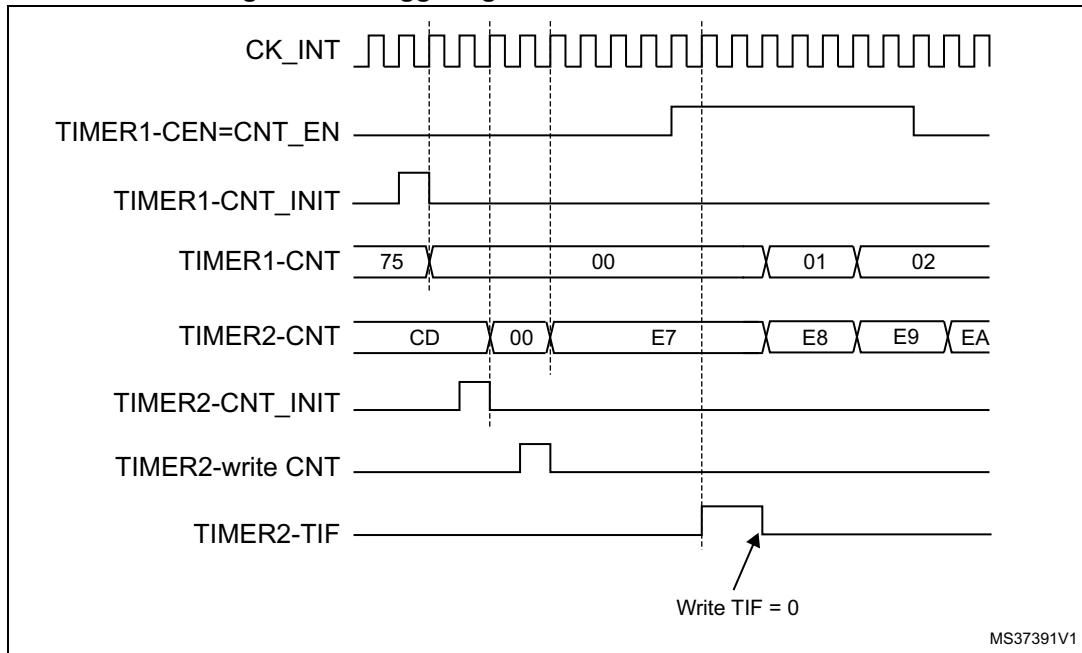 CK_INT
TIMER1-CEN=CNT_EN
TIMER1-CNT_INIT
TIMER1-CNT 75 00 01 02
TIMER2-CNT CD 00 E7 E8 E9 EA
TIMER2-CNT_INIT
TIMER2-write CNT
TIMER2-TIF
Write TIF = 0
MS37391V1